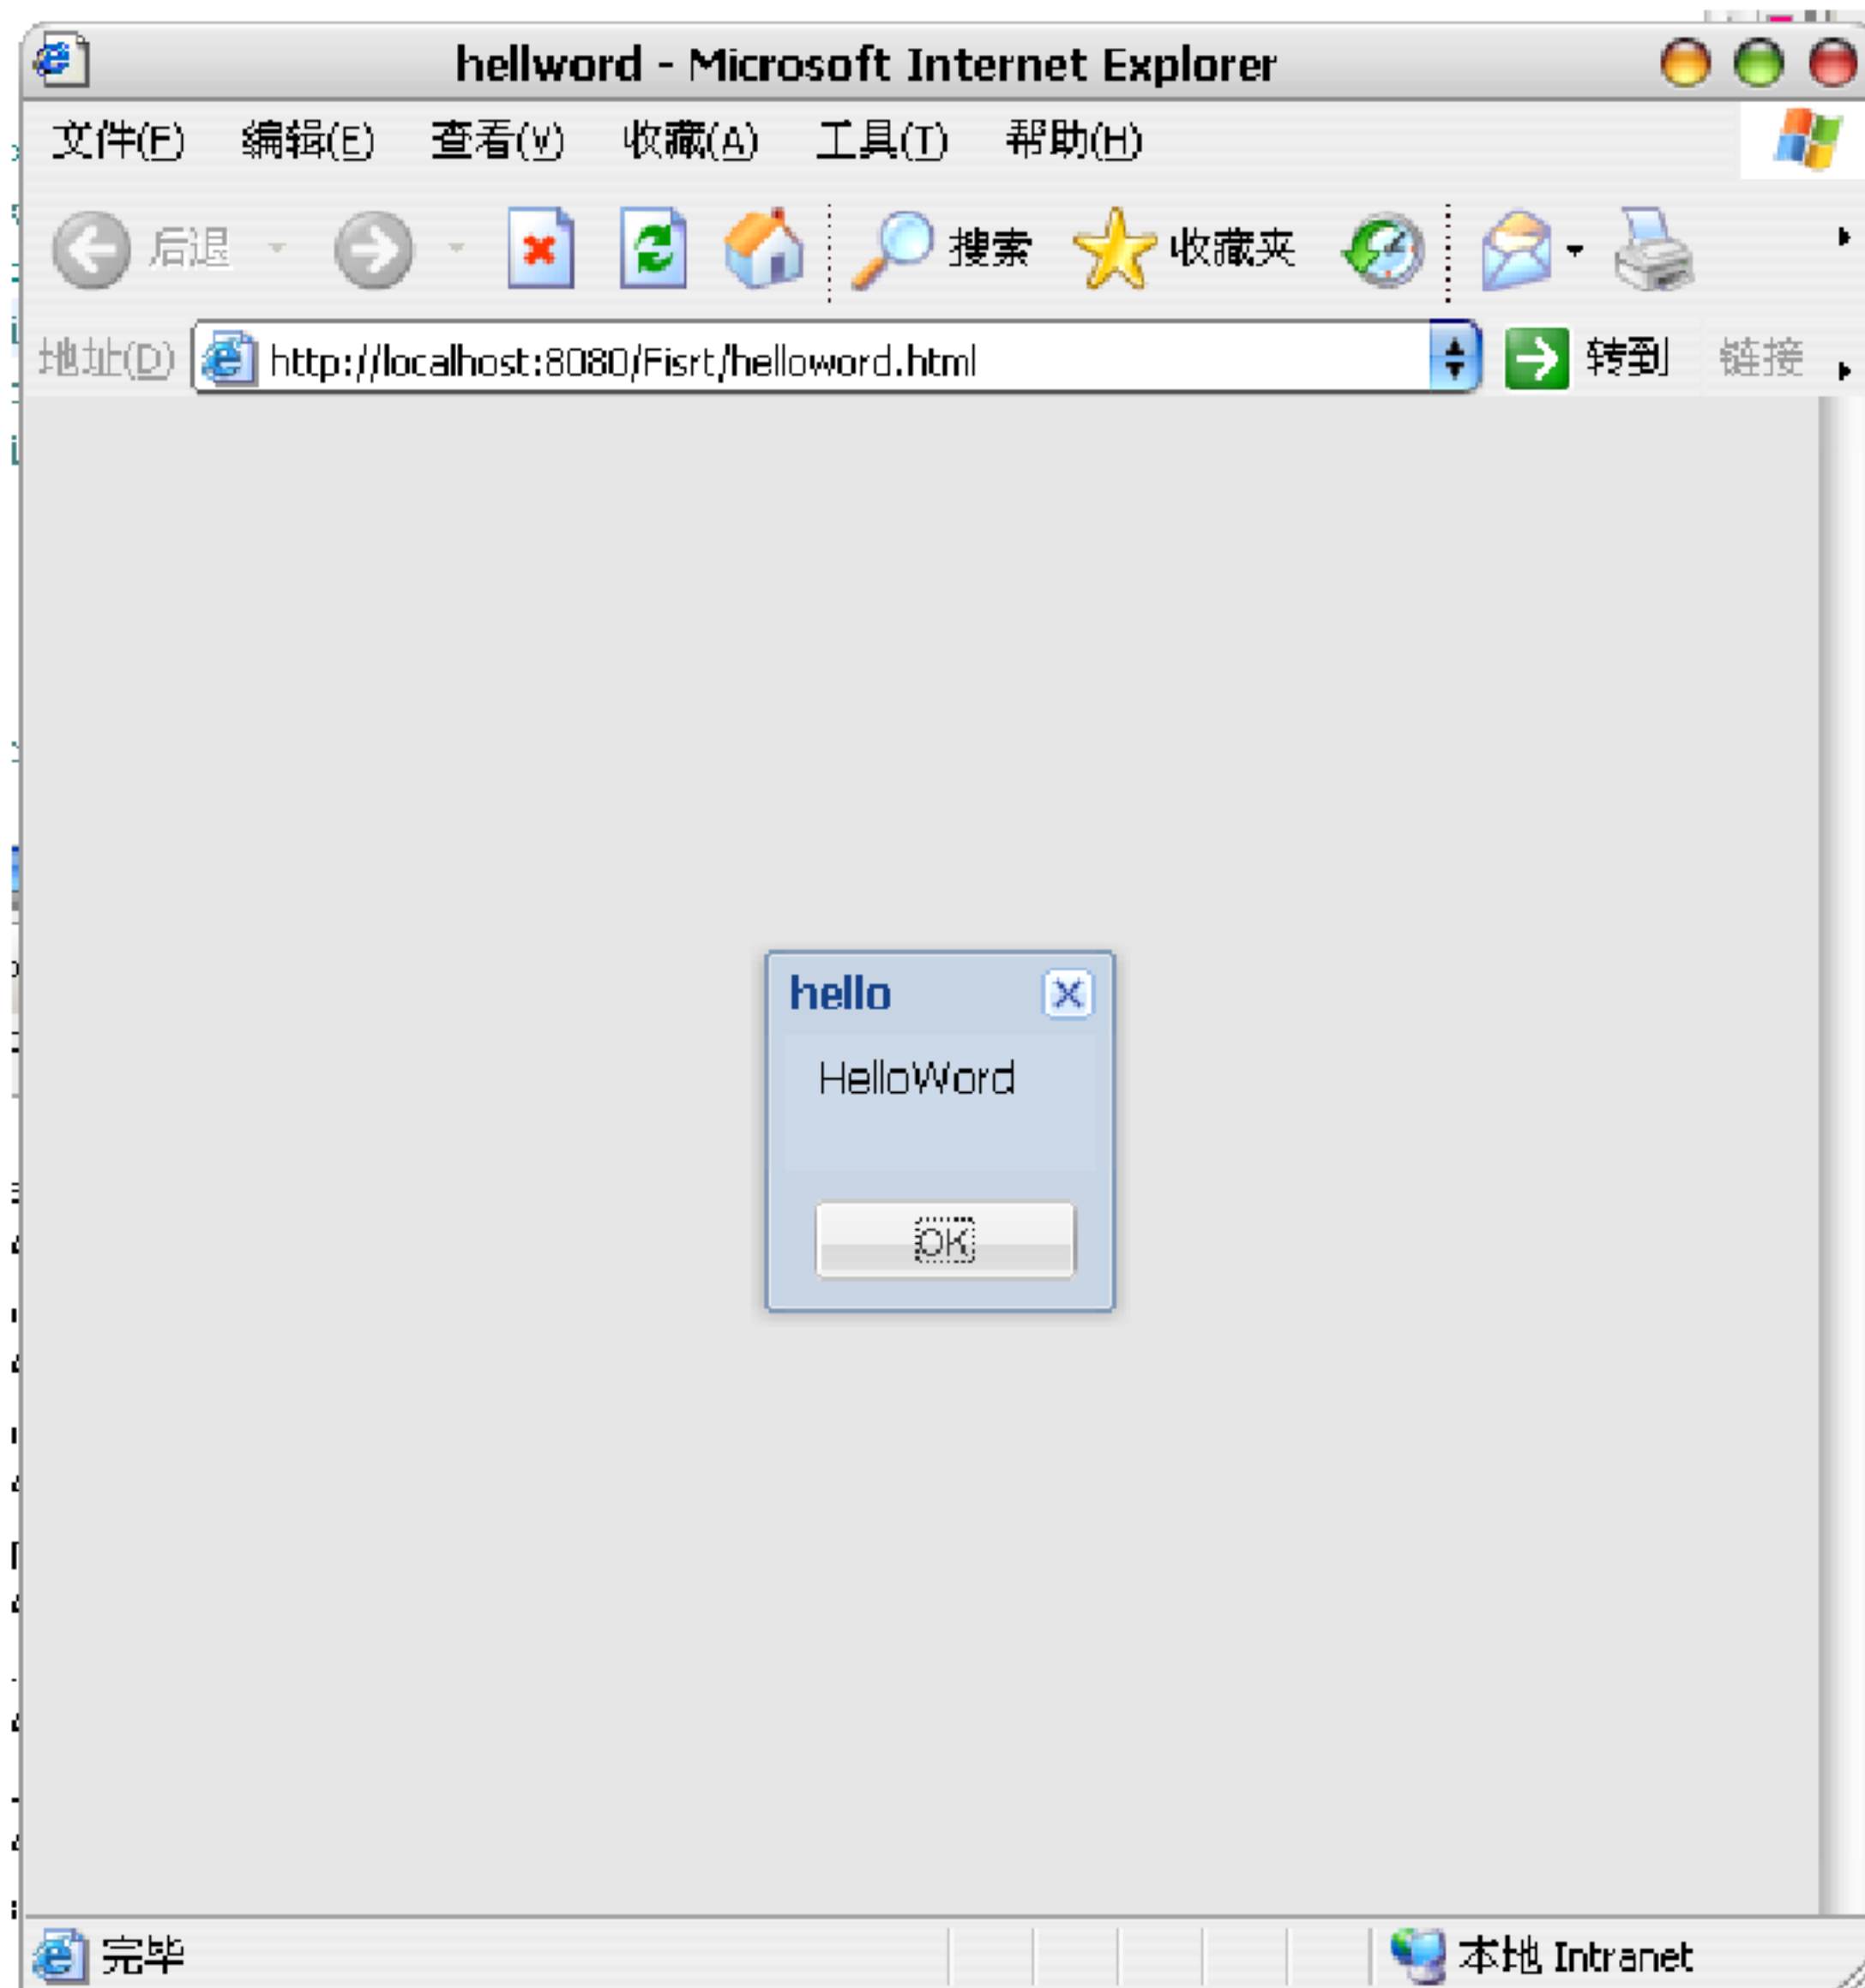 hellword - Microsoft Internet Explorer
文件(F) 编辑(E) 查看(V) 收藏(A) 工具(T) 帮助(H)
后退 搜索 收藏夹
地址(D) http://localhost:8080/Fisrt/helloword.html 转到 链接
hello
HelloWord
OK
完毕 本地 Intranet